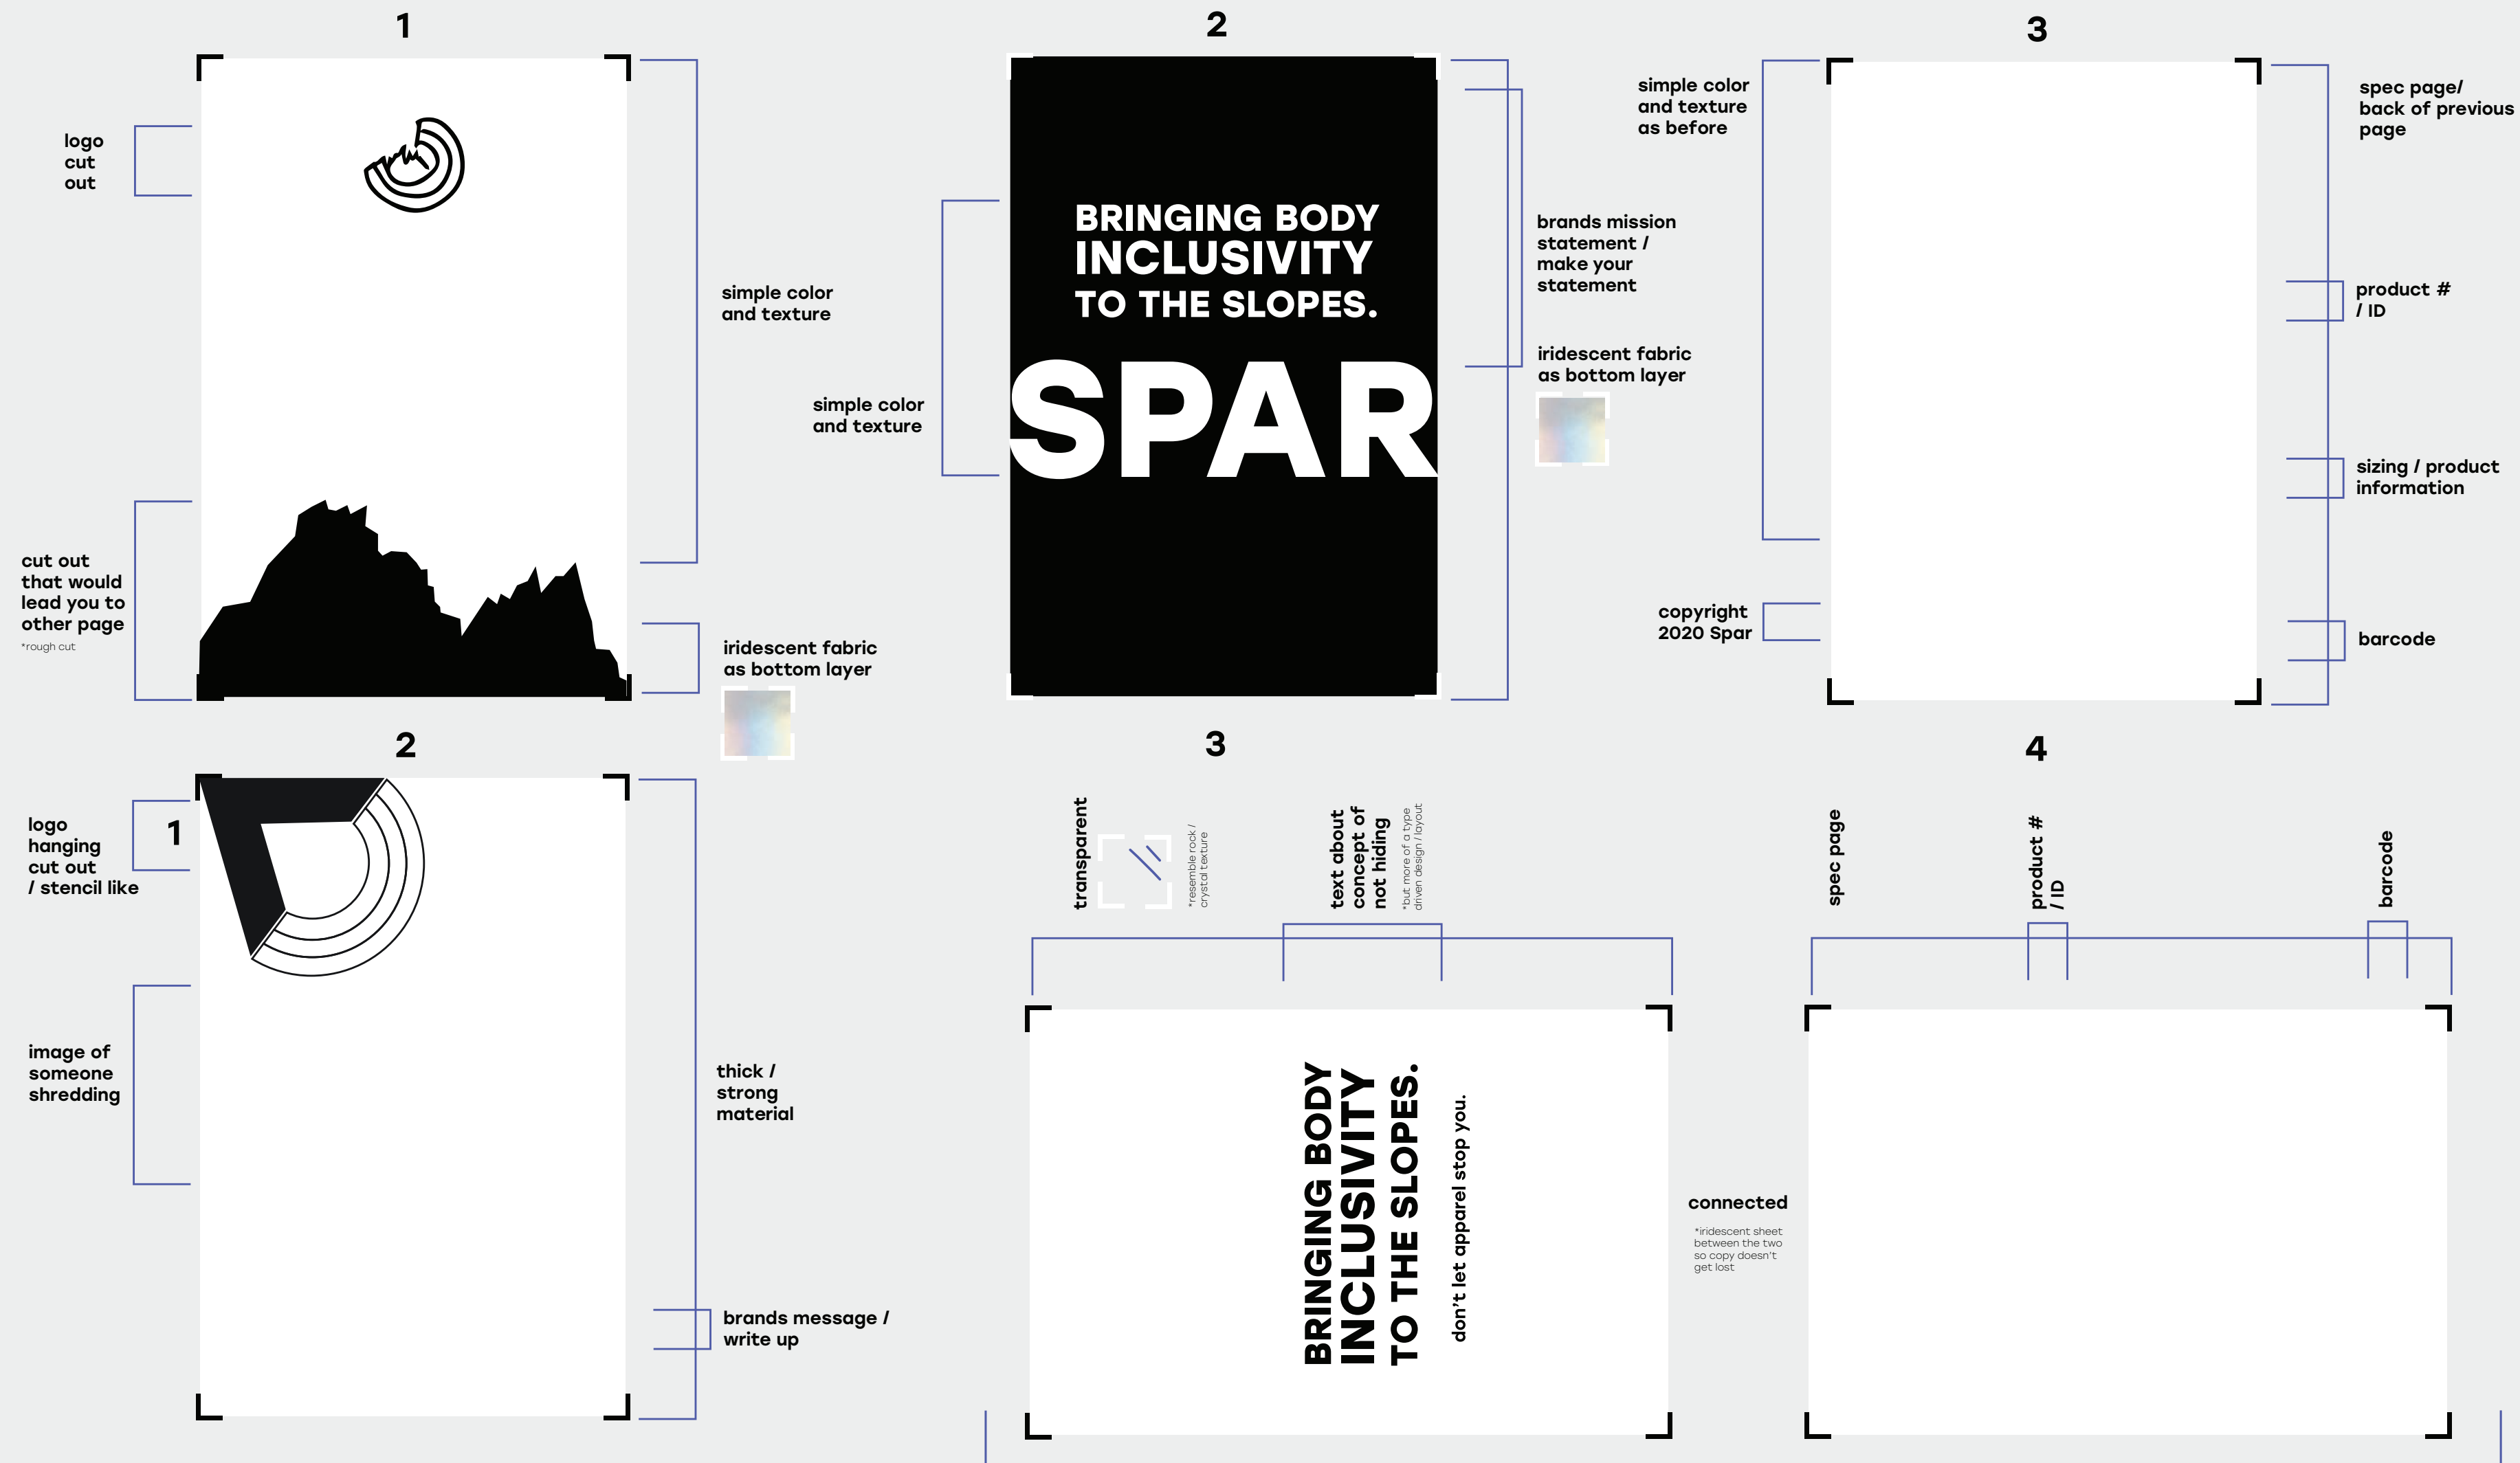 1
logo
cut
out
simple color
and texture
cut out
that would
lead you to
other page
*rough cut
iridescent fabric
as bottom layer
2
BRINGING BODY
INCLUSIVITY
TO THE SLOPES.
SPAR
simple color
and texture
brands mission
statement /
make your
statement
iridescent fabric
as bottom layer
3
simple color
and texture
as before
copyright
2020 Spar
spec page/
back of previous
page
product #
/ ID
sizing / product
information
barcode
2
logo
hanging
cut out
/ stencil like
1
image of
someone
shredding
thick /
strong
material
brands message /
write up
3
transparent
*resemble rock /
crystal texture
text about
concept of
not hiding
*but more of a type
driven design / layout
BRINGING BODY
INCLUSIVITY
TO THE SLOPES.
don't let apparel stop you.
connected
*iridescent sheet
between the two
so copy doesn't
get lost
4
spec page
product #
/ ID
barcode